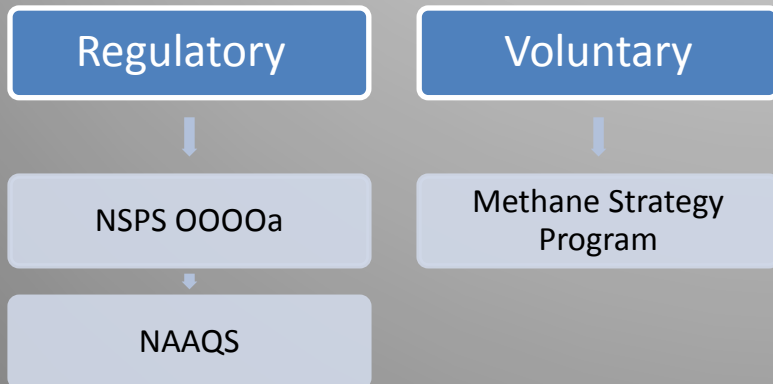 Regulatory
NSPS OOOOa
NAAQS
Voluntary
Methane Strategy
Program